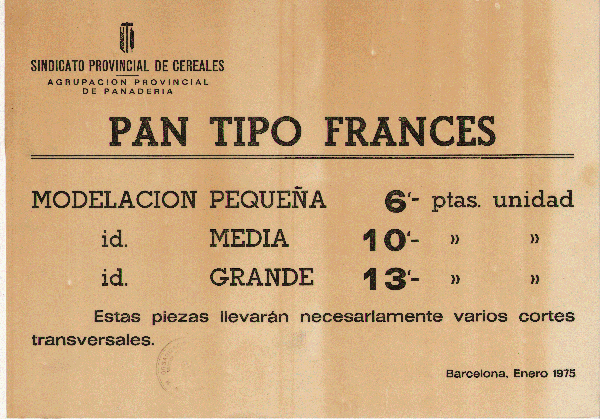 SINDICATO PROVINCIAL DE CEREALES
AGRUPACION PROVINCIAL
DE PANADERIA
PAN TIPO FRANCES
MODELACION PEQUEÑA 6'- ptas. unidad
id. MEDIA 10'- » »
id. GRANDE 13'- » »
Estas piezas llevarán necesarlamente varios cortes
transversales.
Barcelona, Enero 1975